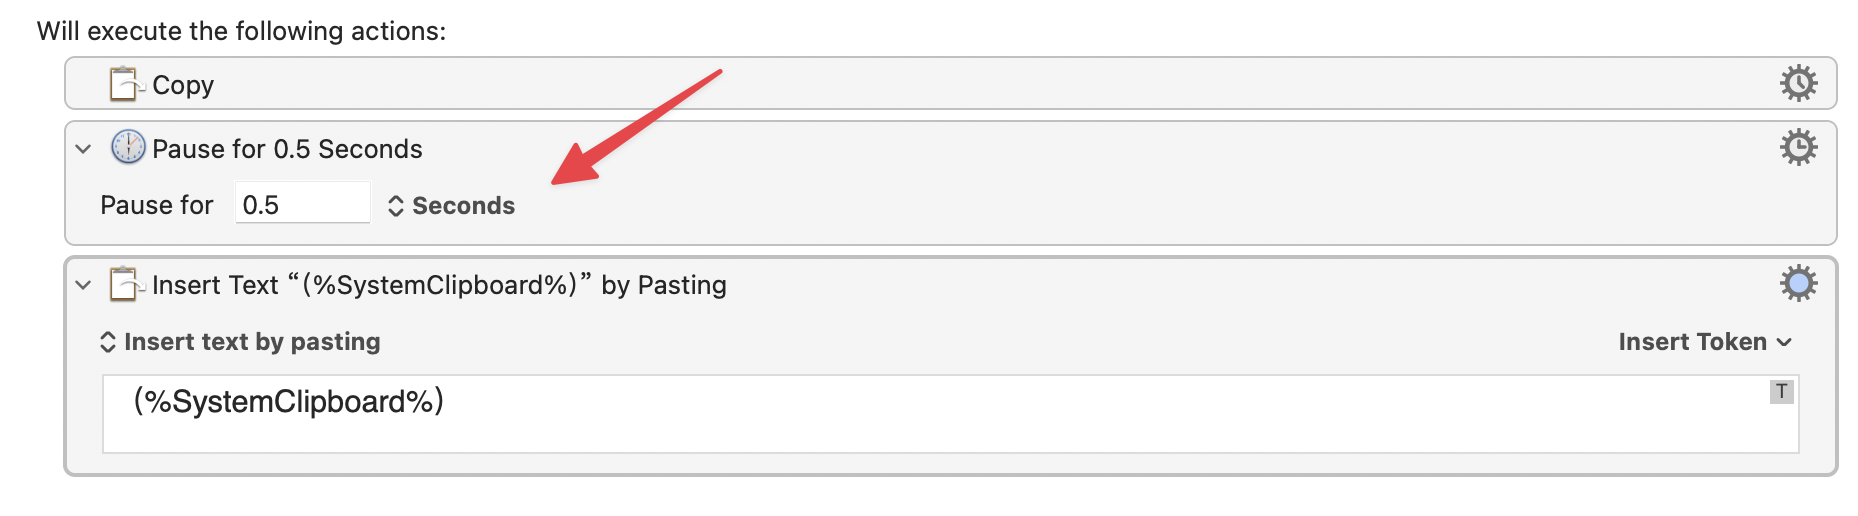 Will execute the following actions:
Copy
Pause for 0.5 Seconds
Pause for 0.5 Seconds
Insert Text “(%SystemClipboard%)” by Pasting
Insert text by pasting Insert Token
(%SystemClipboard%) T